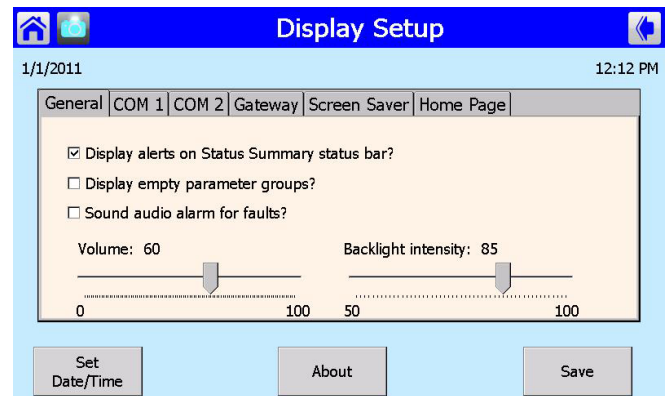 Display Setup
1/1/2011 12:12 PM
General COM 1 COM 2 Gateway Screen Saver Home Page
Display alerts on Status Summary status bar?
Display empty parameter groups?
Sound audio alarm for faults?
Volume: 60 Backlight intensity: 85
0 100 50 100
Set
Date/Time
About
Save